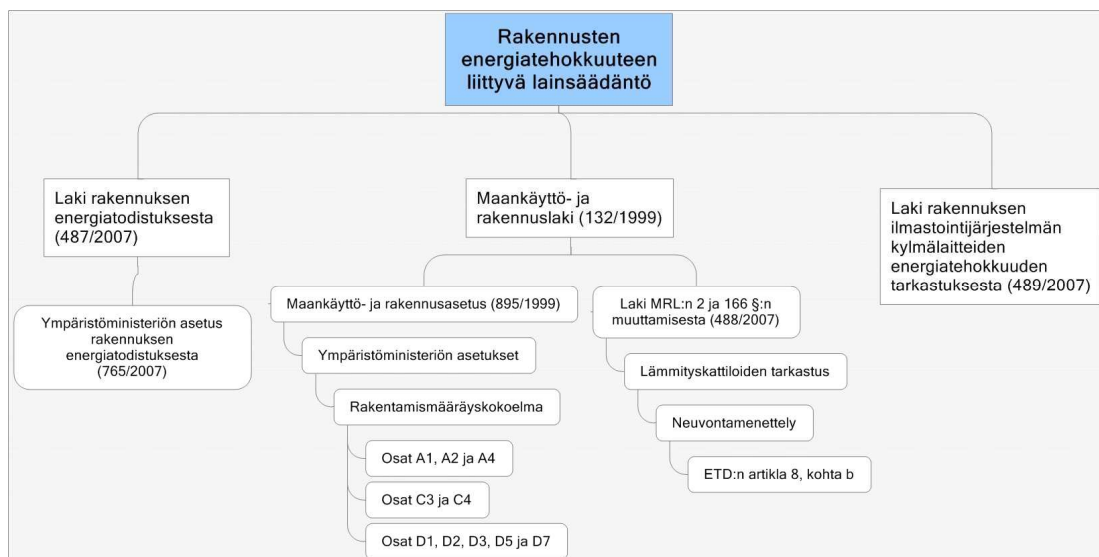 Rakennusten
energiatehokkuuteen
liittyvä lainsäädäntö
Laki rakennuksen
energiatodistuksesta
(487/2007)
Ympäristöministeriön asetus
rakennuksen
energiatodistuksesta
(765/2007)
Maankäyttö- ja
rakennuslaki (132/1999)
Maankäyttö- ja rakennusasetus (895/1999)
Ympäristöministeriön asetukset
Rakentamismääräyskokoelma
Osat A1, A2 ja A4
Osat C3 ja C4
Osat D1, D2, D3, D5 ja D7
Laki MRL:n 2 ja 166 §:n
muuttamisesta (488/2007)
Lämmityskattiloiden tarkastus
Neuvontamenettely
ETD:n artikla 8, kohta b
Laki rakennuksen
ilmastointijärjestelmän
kylmälaitteiden
energiatehokkuuden
tarkastuksesta (489/2007)